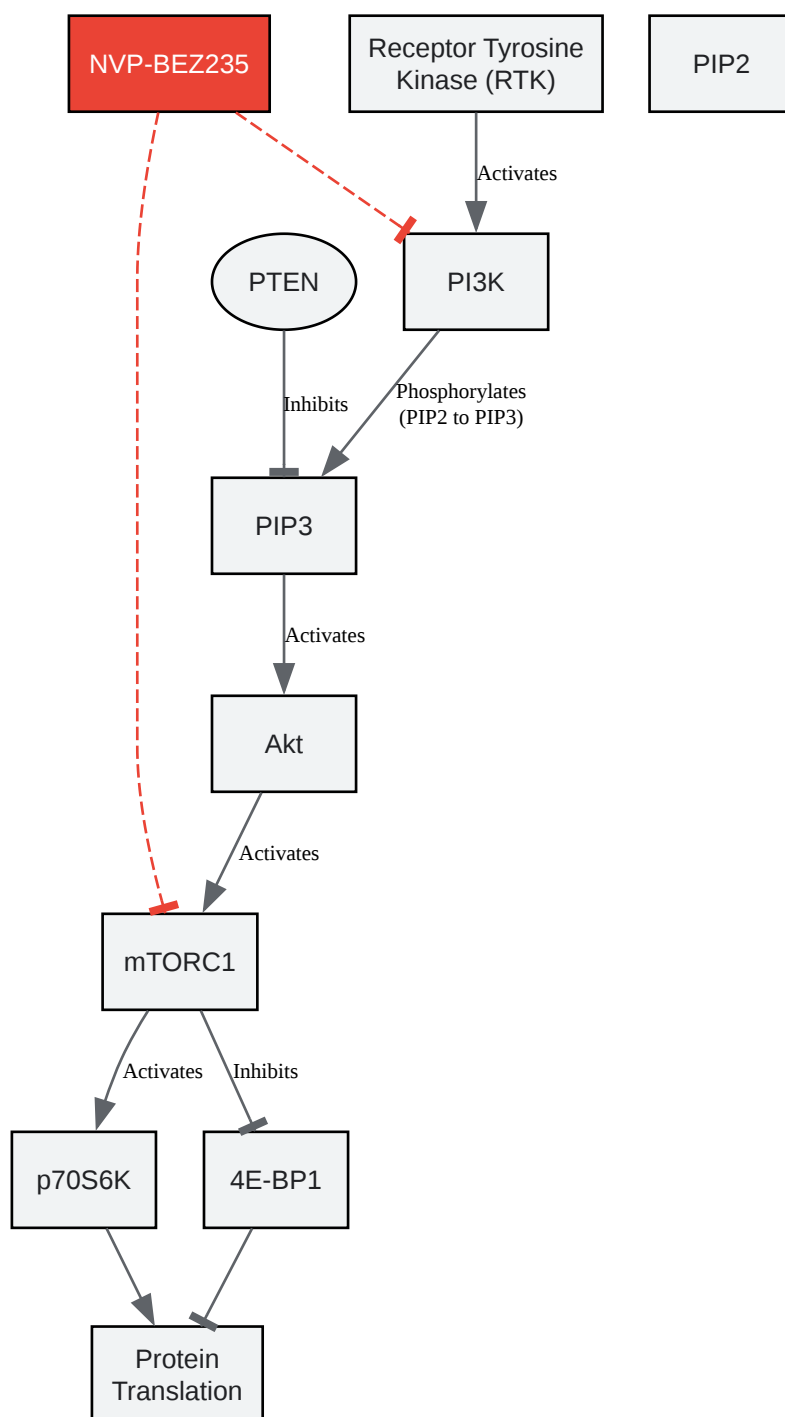 NVP-BEZ235
Receptor Tyrosine
Kinase (RTK)
PIP2
Activates
PTEN
PI3K
Inhibits
Phosphorylates
(PIP2 to PIP3)
PIP3
Activates
Akt
Activates
mTORC1
Activates
Inhibits
p70S6K
4E-BP1
Protein
Translation